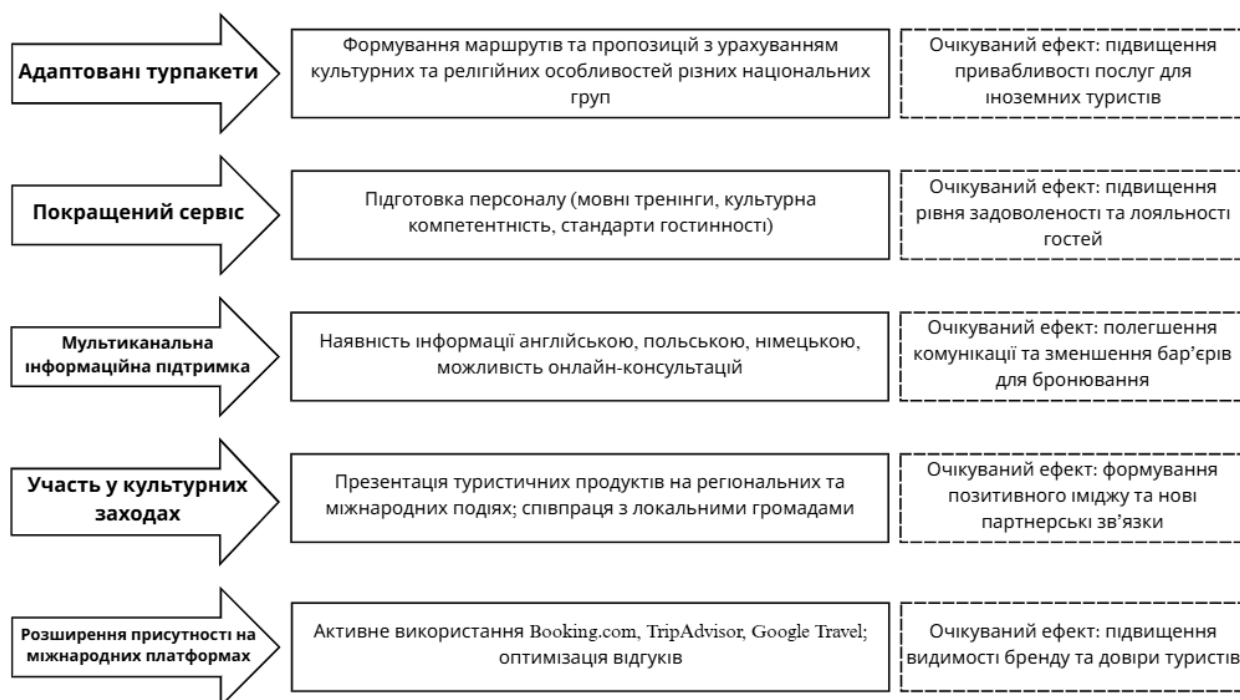 Адаптовані турпакети
Формування маршрутів та пропозицій з урахуванням
культурних та релігійних особливостей різних національних
груп
Очікуваний ефект: підвищення
привабливості послуг для
іноземних туристів
Покращений сервіс
Підготовка персоналу (мовні тренінги, культурна
компетентність, стандарти гостинності)
Очікуваний ефект: підвищення
рівня задоволеності та лояльності
гостей
Мультиканальна
інформаційна підтримка
Наявність інформації англійською, польською, німецькою,
можливість онлайн-консультацій
Очікуваний ефект: полегшення
комунікації та зменшення бар’єрів
для бронювання
Участь у культурних
заходах
Презентація туристичних продуктів на регіональних та
міжнародних подіях; співпраця з локальними громадами
Очікуваний ефект: формування
позитивного іміджу та нові
партнерські зв’язки
Розширення присутності на
міжнародних платформах
Активне використання Booking.com, TripAdvisor, Google Travel;
оптимізація відгуків
Очікуваний ефект: підвищення
видимості бренду та довіри туристів